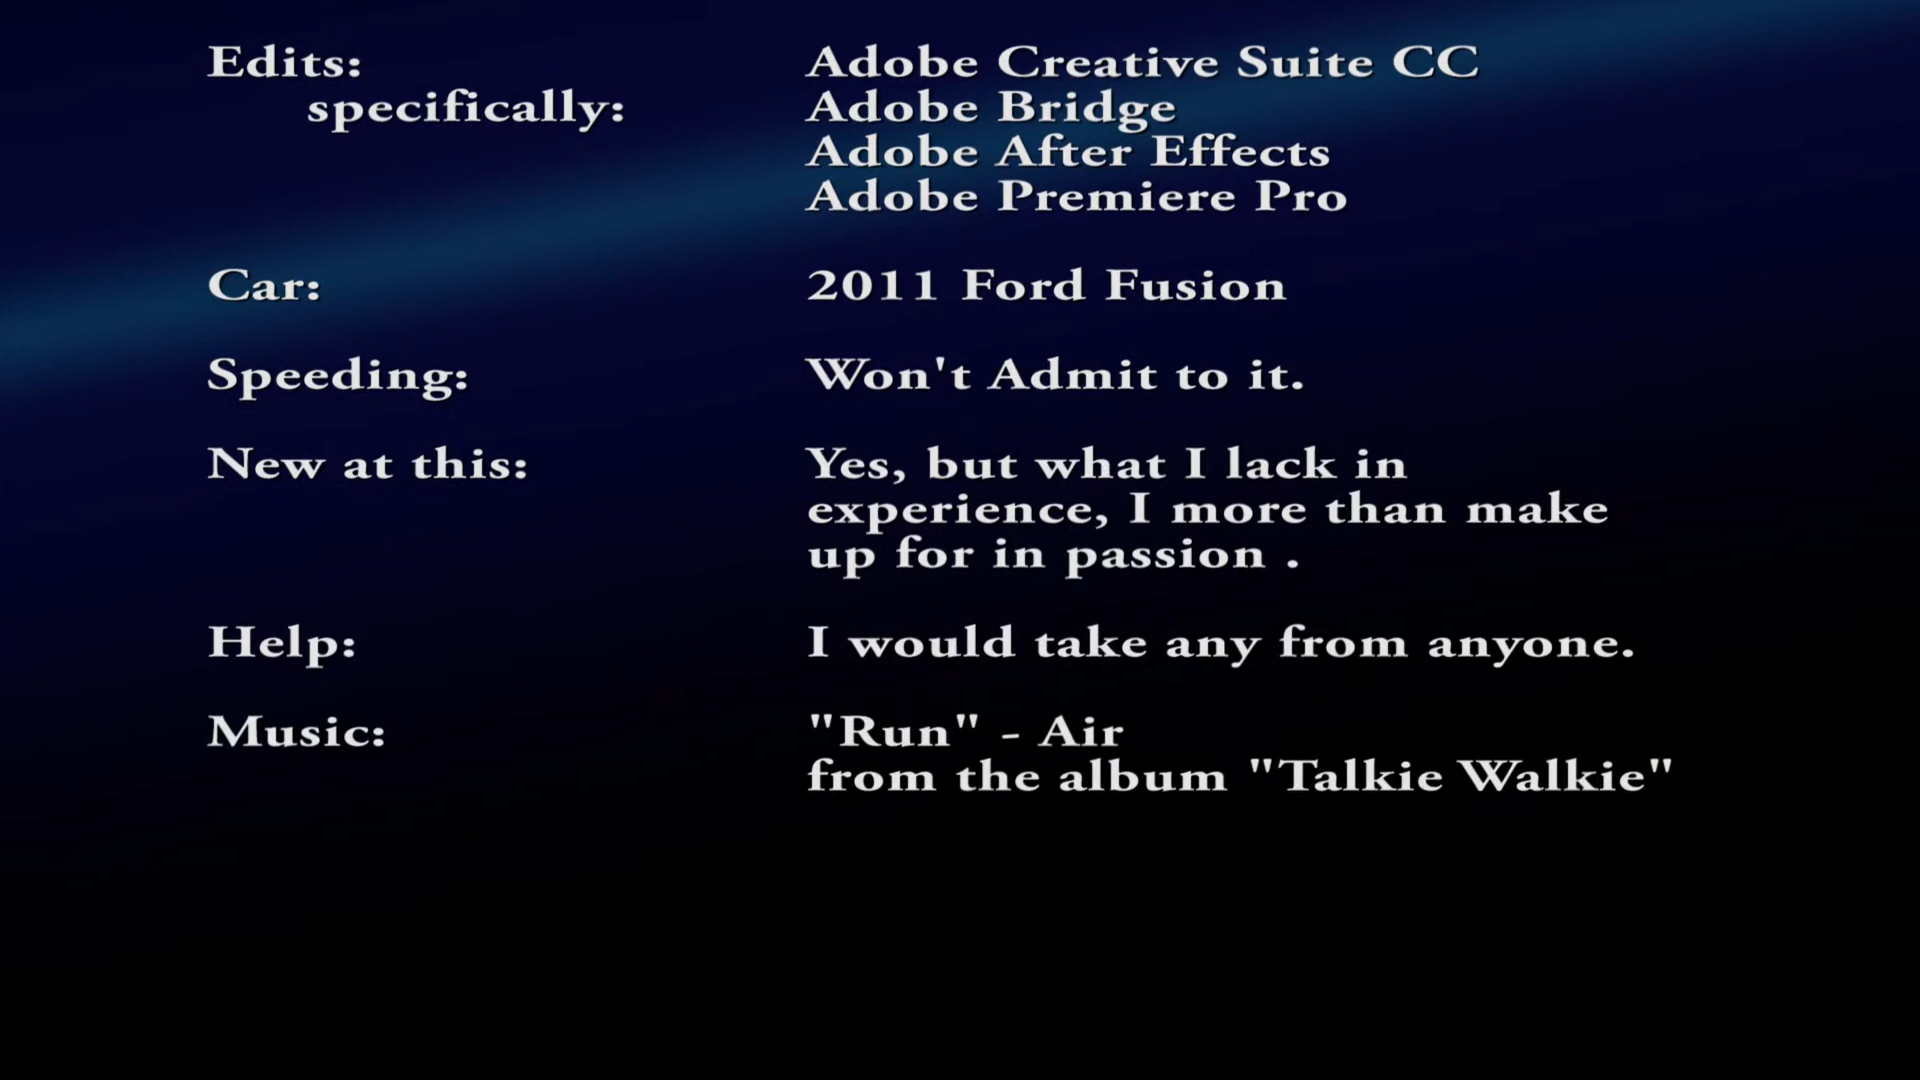 Edits: Adobe Creative Suite CC
specifically: Adobe Bridge
Adobe After Effects
Adobe Premiere Pro
Car: 2011 Ford Fusion
Speeding: Won't Admit to it.
New at this: Yes, but what I lack in
experience, I more than make
up for in passion .
Help: I would take any from anyone.
Music: "Run" - Air
from the album "Talkie Walkie"